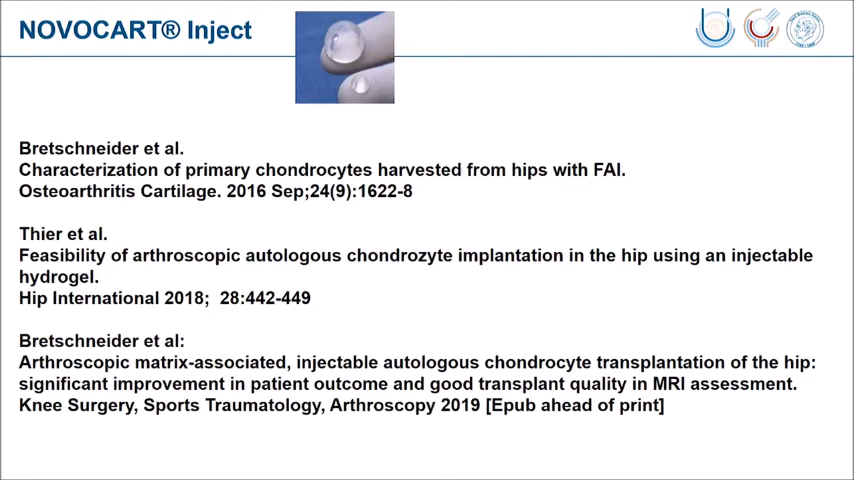 NOVOCART® Inject
Bretschneider et al.
Characterization of primary chondrocytes harvested from hips with FAI.
Osteoarthritis Cartilage. 2016 Sep;24(9):1622-8
Thier et al.
Feasibility of arthroscopic autologous chondrozyte implantation in the hip using an injectable
hydrogel.
Hip International 2018;  28:442-449
Bretschneider et al:
Arthroscopic matrix-associated, injectable autologous chondrocyte transplantation of the hip:
significant improvement in patient outcome and good transplant quality in MRI assessment.
Knee Surgery, Sports Traumatology, Arthroscopy 2019 [Epub ahead of print]